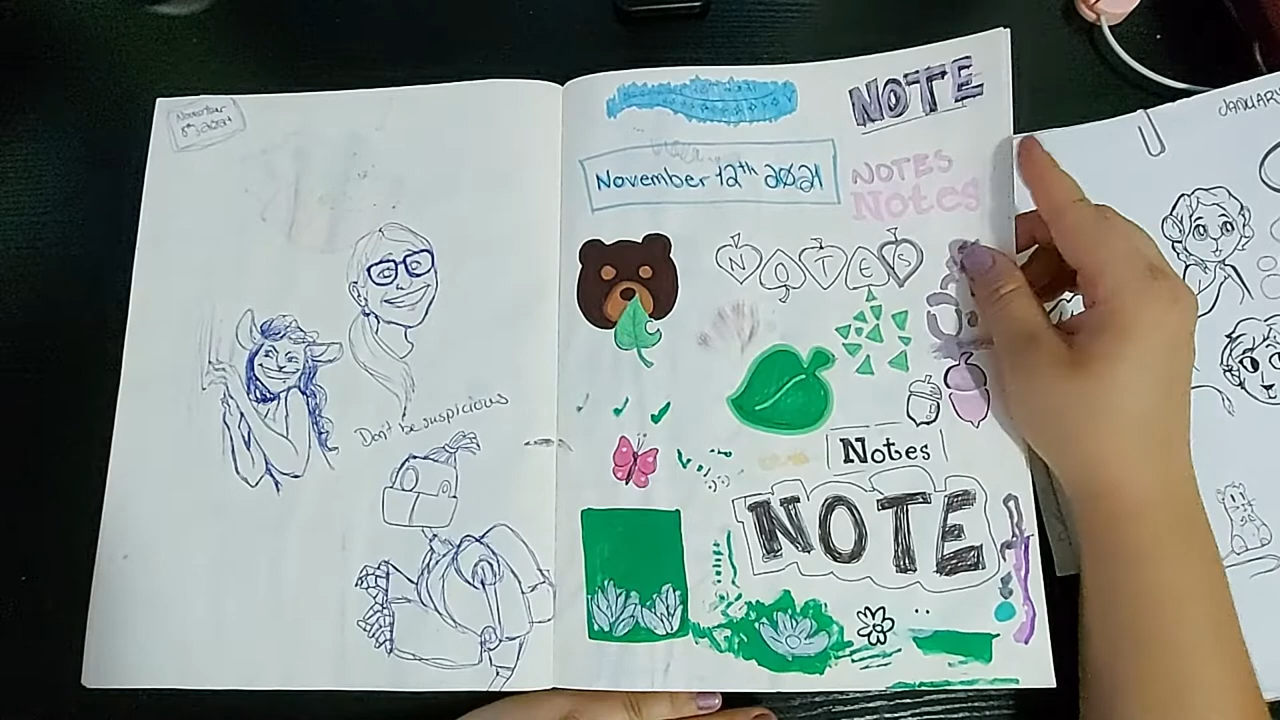 November
8th 2021
Don't be suspicious
NOTE
November 12th 2021
NOTES
Notes
NOTES
Notes
NOTE
JANUARY